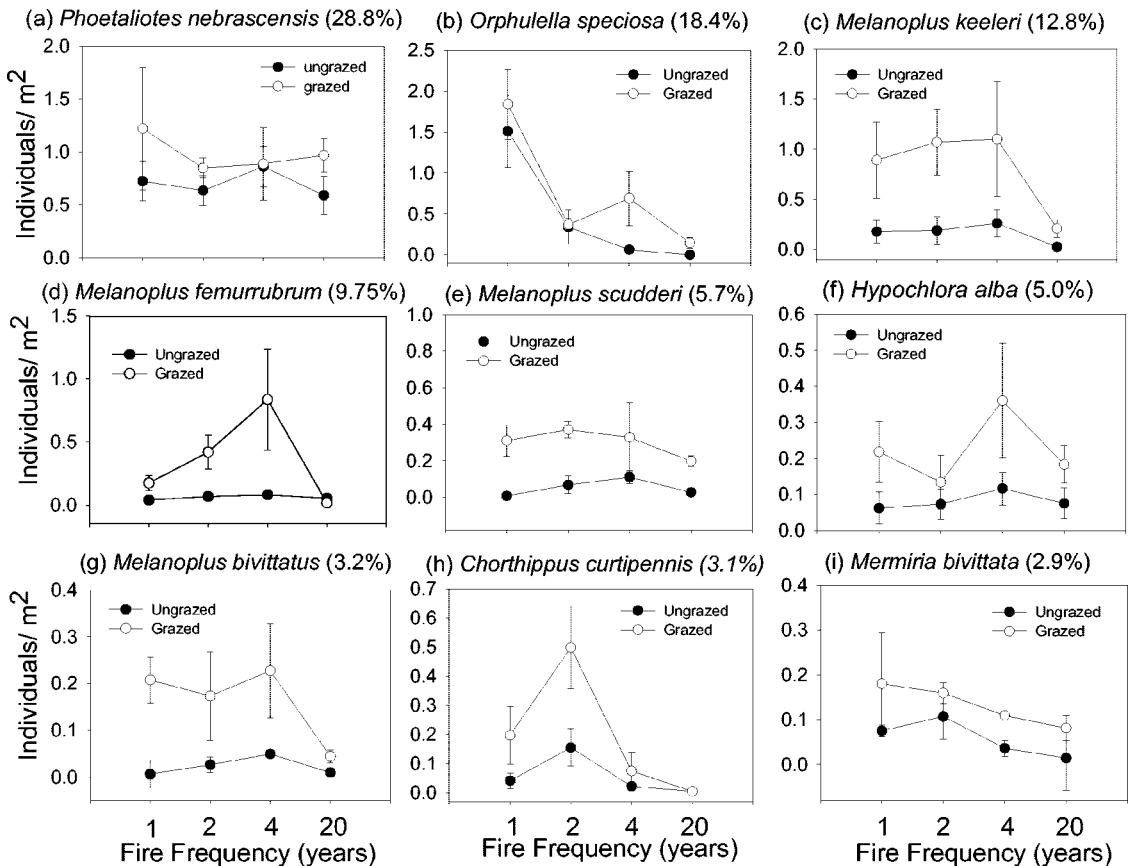 (a) Phoetaliotes nebrascensis (28.8%)
(b) Orphulella speciosa (18.4%)
(c) Melanoplus keeleri (12.8%)
2.0
1.5
1.0
0.5
0.0
ungrazed
grazed
2.5
2.0
1.5
1.0
0.5
0.0
Ungrazed
Grazed
2.0
1.5
1.0
0.5
0.0
Ungrazed
Grazed
Individuals/ m2
(d) Melanoplus femurrubrum (9.75%)
(e) Melanoplus scudderi (5.7%)
(f) Hypochlora alba (5.0%)
1.5
1.0
0.5
0.0
Ungrazed
Grazed
1.0
0.8
0.6
0.4
0.2
0.0
Ungrazed
Grazed
0.6
0.5
0.4
0.3
0.2
0.1
0.0
Ungrazed
Grazed
Individuals/ m2
(g) Melanoplus bivittatus (3.2%)
(h) Chorthippus curtipennis (3.1%)
(i) Mermiria bivittata (2.9%)
0.4
0.3
0.2
0.1
0.0
Ungrazed
Grazed
0.7
0.6
0.5
0.4
0.3
0.2
0.1
0.0
Ungrazed
Grazed
0.4
0.3
0.2
0.1
0.0
Ungrazed
Grazed
Individuals/ m2
1 2 4 20
1 2 4 20
1 2 4 20
Fire Frequency (years)
Fire Frequency (years)
Fire Frequency (years)